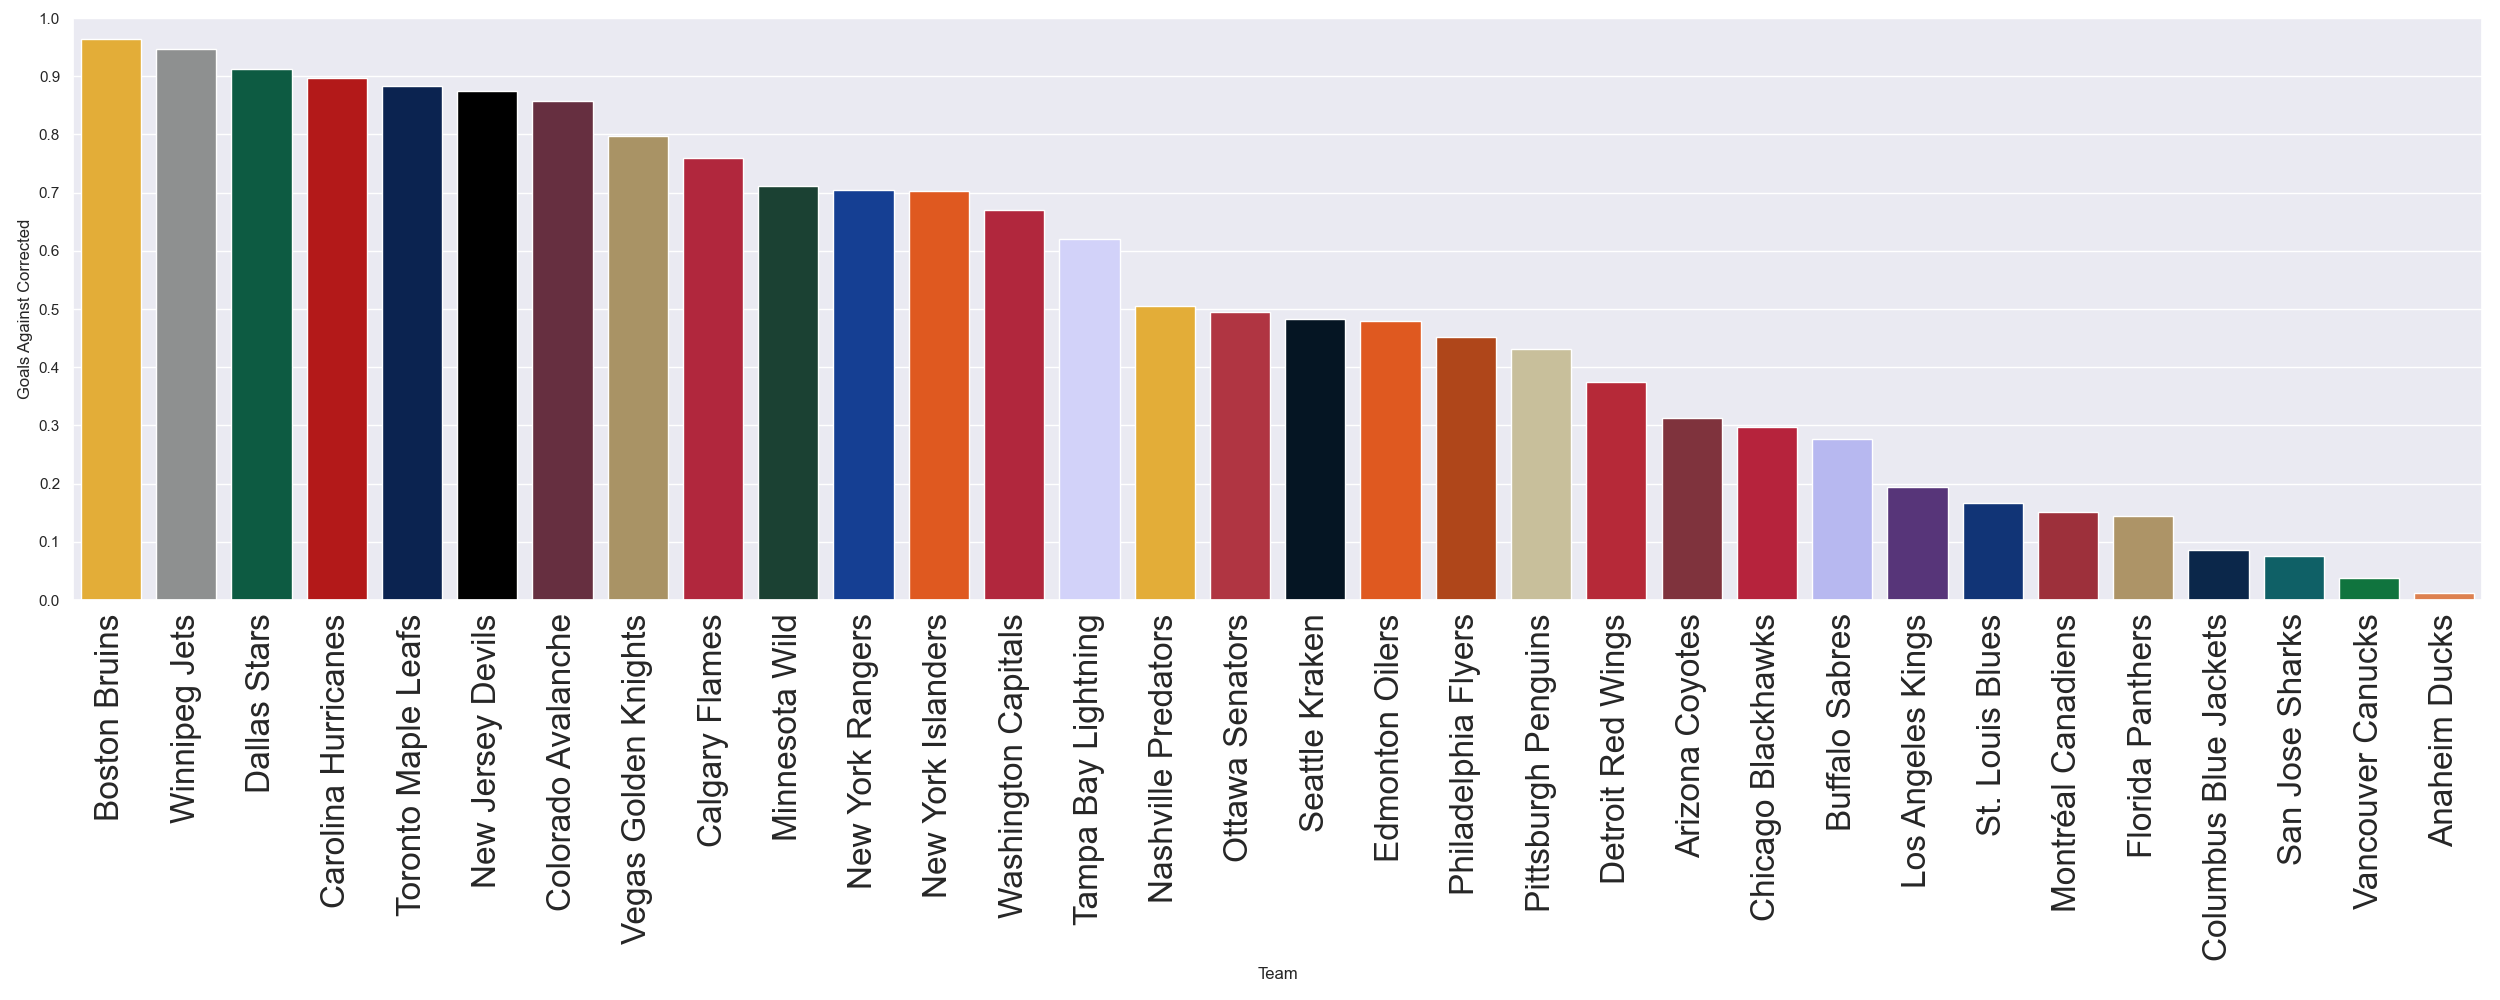 1.0
0.9
0.8
0.7
0.6
0.5
0.4
0.3
0.2
0.1
0.0
Goals Against Corrected
Boston Bruins
Winnipeg Jets
Dallas Stars
Carolina Hurricanes
Toronto Maple Leafs
New Jersey Devils
Colorado Avalanche
Vegas Golden Knights
Calgary Flames
Minnesota Wild
New York Rangers
New York Islanders
Washington Capitals
Tampa Bay Lightning
Nashville Predators
Ottawa Senators
Seattle Kraken
Edmonton Oilers
Philadelphia Flyers
Pittsburgh Penguins
Detroit Red Wings
Arizona Coyotes
Chicago Blackhawks
Buffalo Sabres
Los Angeles Kings
St. Louis Blues
Montréal Canadiens
Florida Panthers
Columbus Blue Jackets
San Jose Sharks
Vancouver Canucks
Anaheim Ducks
Team